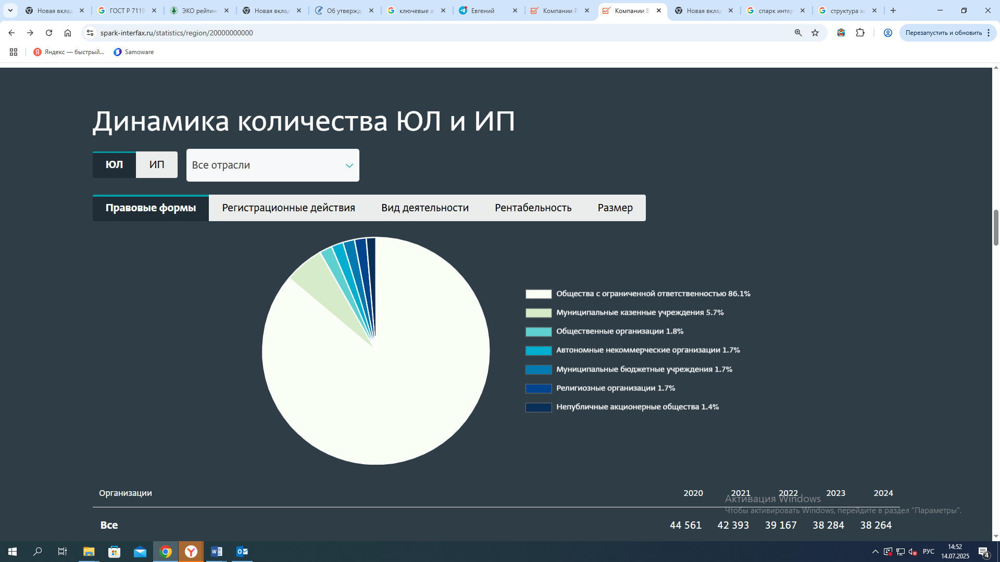 Новая вклад
ГОСТ Р 7119
ЭКО рейтин
Новая вклад
Об утвержде
ключевые а
Евгений
Компании Р
Компании В
Новая вклад
спарк интер
структура хо
spark-interfax.ru/statistics/region/20000000000
Перезапустить и обновить
Яндекс — быстрый...
Samoware
Динамика количества ЮЛ и ИП
ЮЛ
ИП
Все отрасли
Правовые формы
Регистрационные действия
Вид деятельности
Рентабельность
Размер
Общества с ограниченной ответственностью 86.1%
Муниципальные казенные учреждения 5.7%
Общественные организации 1.8%
Автономные некоммерческие организации 1.7%
Муниципальные бюджетные учреждения 1.7%
Религиозные организации 1.7%
Непубличные акционерные общества 1.4%
Организации 2020 2021 2022 2023 2024
Активация Windows
Чтобы активировать Windows, перейдите в раздел "Параметры".
Все 44 561 42 393 39 167 38 284 38 264
РУС
14:52
14.07.2025
4